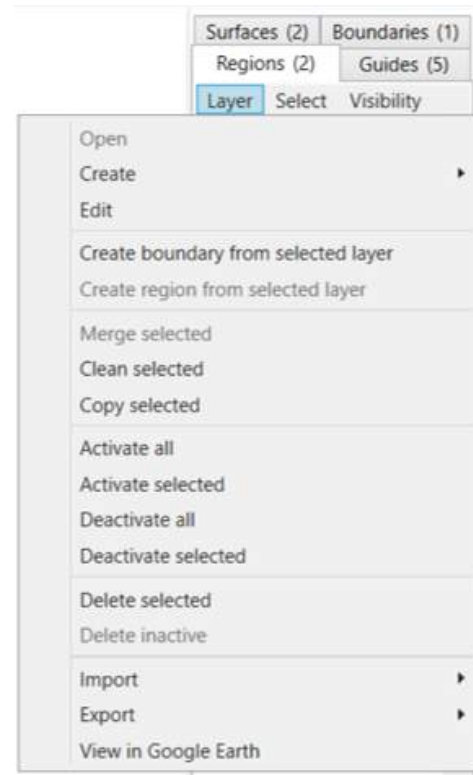 Surfaces (2) Boundaries (1)
Regions (2) Guides (5)
Layer Select Visibility
Open
Create
Edit
Create boundary from selected layer
Create region from selected layer
Merge selected
Clean selected
Copy selected
Activate all
Activate selected
Deactivate all
Deactivate selected
Delete selected
Delete inactive
Import
Export
View in Google Earth